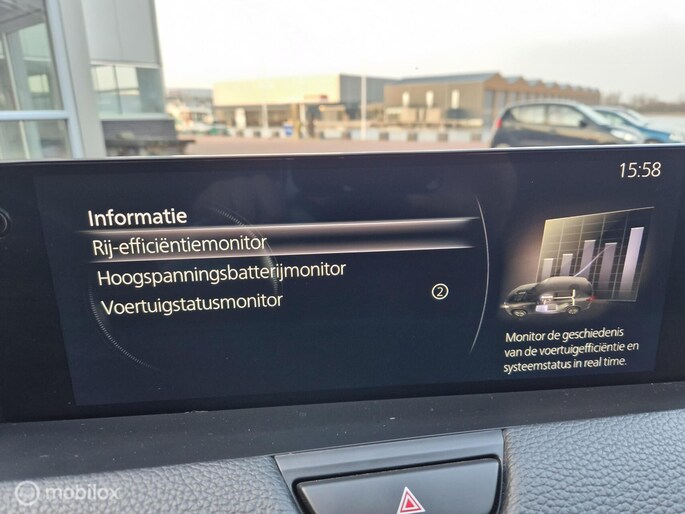 15:58
Informatie
Rij-efficiëntiemonitor
Hoogspanningsbatterijmonitor
Voertuigstatusmonitor
2
Monitor de geschiedenis
van de voertuigefficiëntie en
systeemstatus in real time.
mobilox